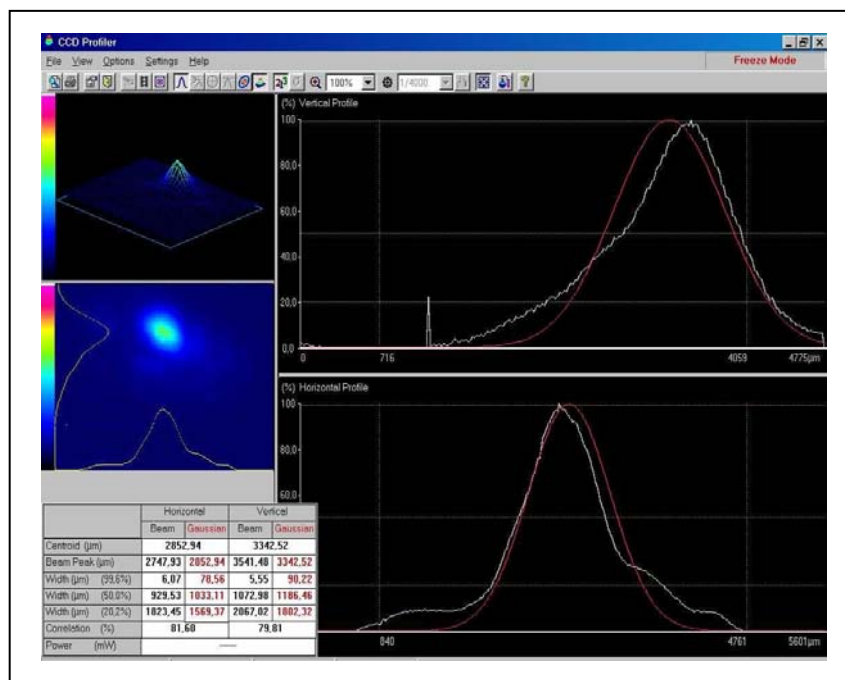 CCD Profiler
File View Options Settings Help
Freeze Mode
100%
1/4000
(%) Vertical Profile
100
80,0
60,0
40,0
20,0
0,0
0 716 4059 4775µm
(%) Horizontal Profile
100
80,0
60,0
840 4761 5601µm
Horizontal Vertical
Beam Gaussian Beam Gaussian
Centroid (µm) 2852,94 3342,52
Beam Peak (µm) 2747,93 2852,94 3541,48 3342,52
Width (µm) (99,6%) 6,07 78,56 5,55 90,22
Width (µm) (50,0%) 929,53 1033,11 1072,98 1186,46
Width (µm) (20,2%) 1823,45 1569,37 2067,02 1802,32
Correlation (%) 81,60 79,81
Power (mW) ----